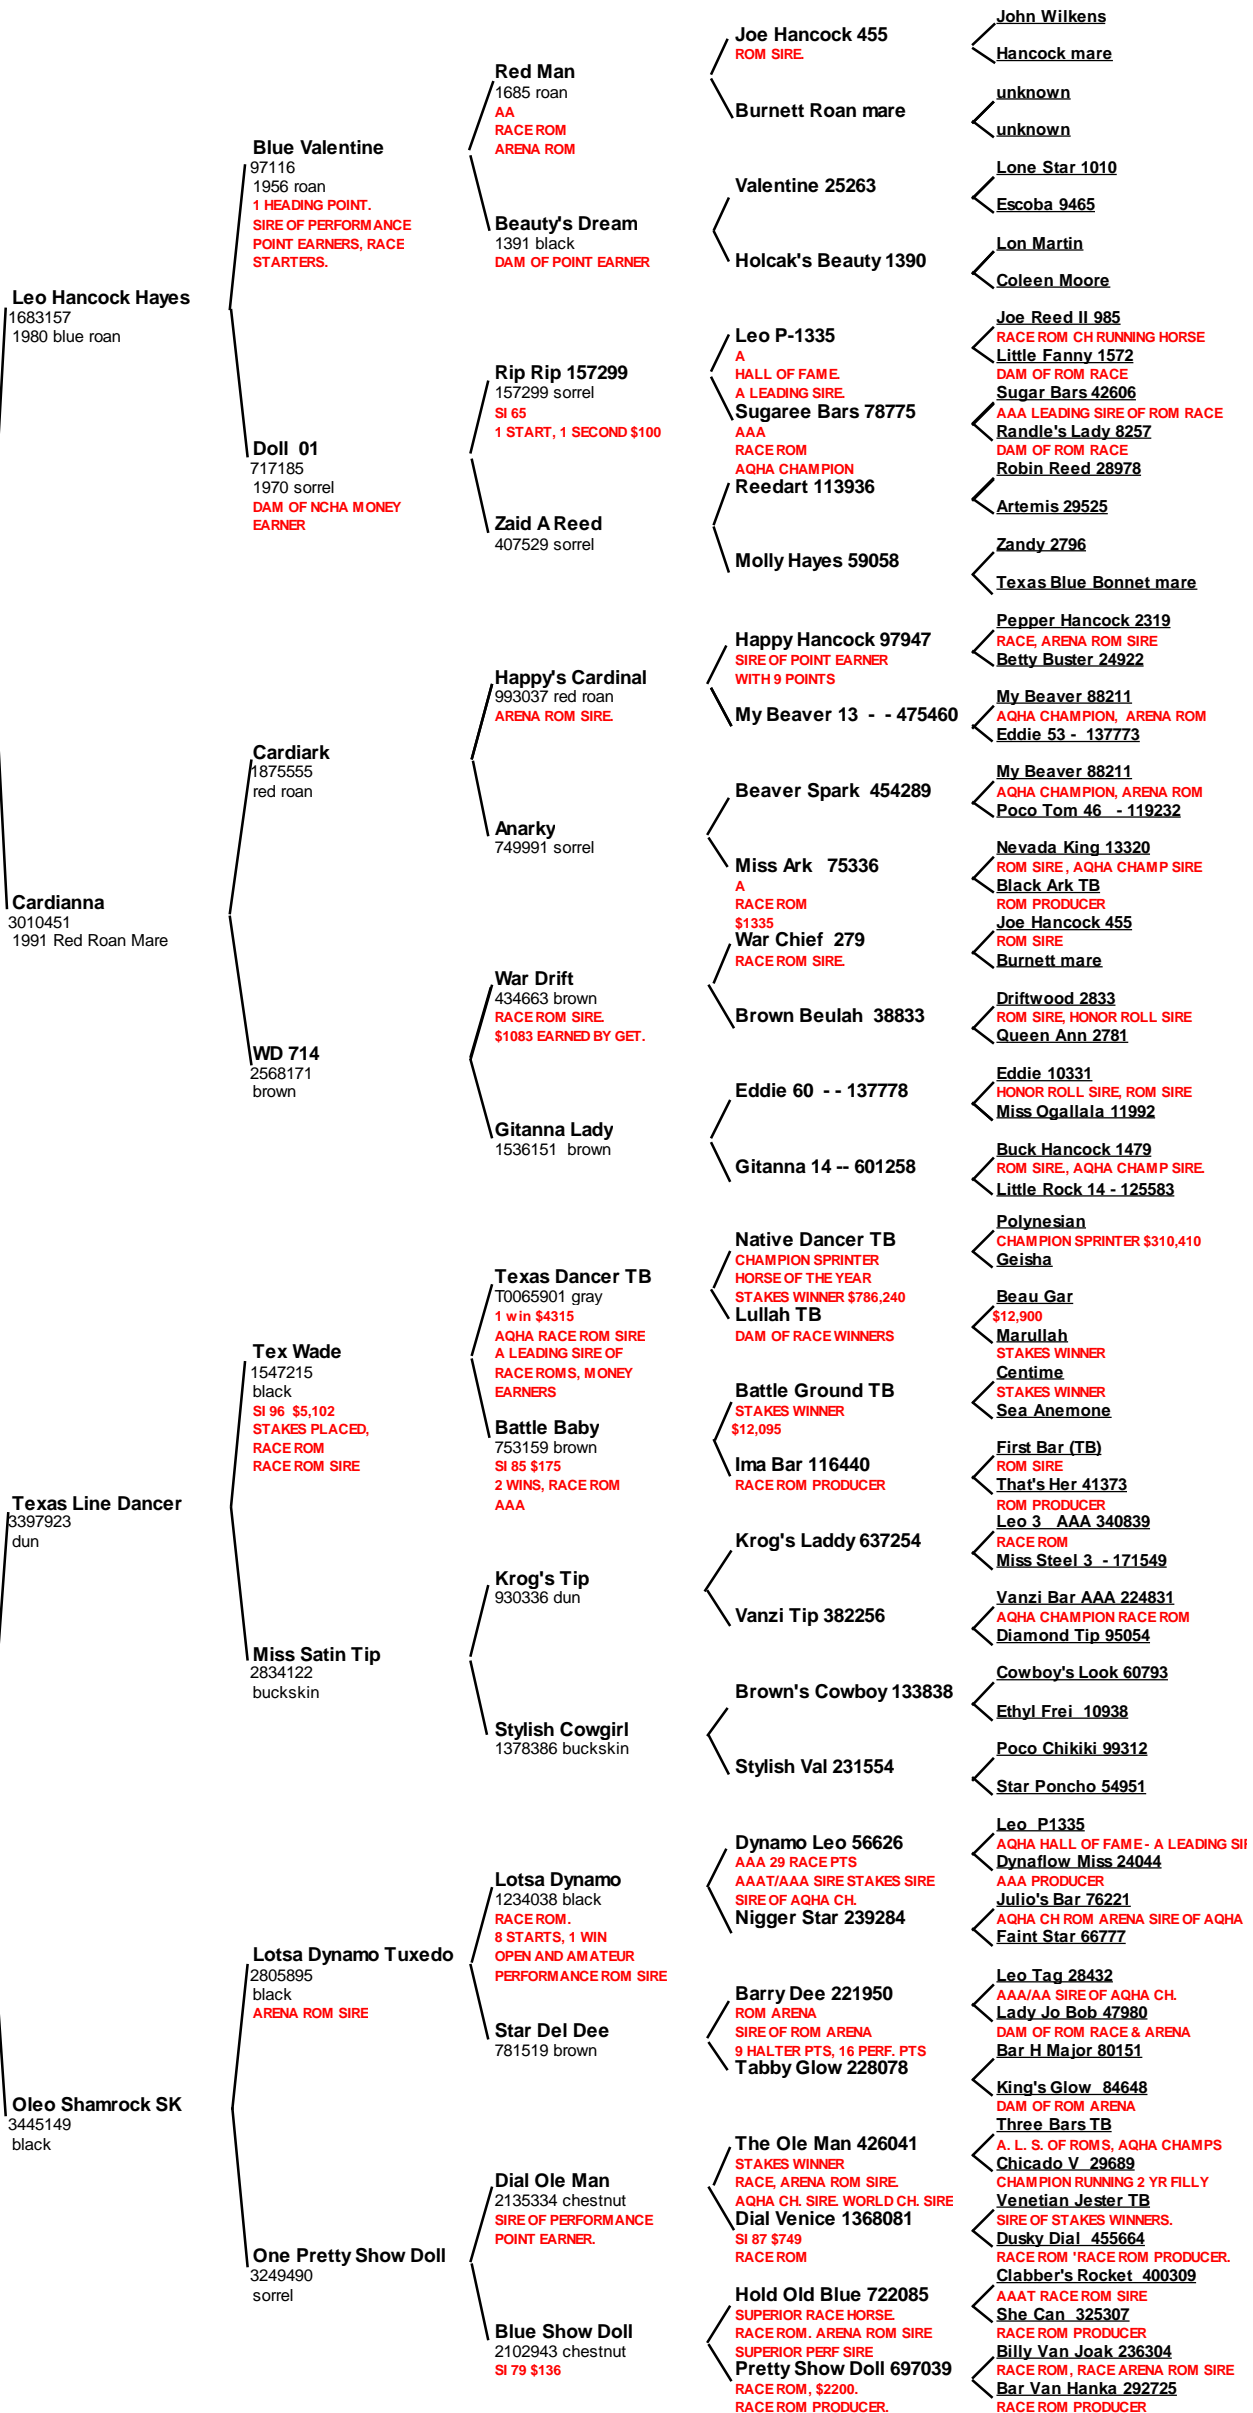 Leo Hancock Hayes
1683157
1980 blue roan
Cardianna
3010451
1991 Red Roan Mare
Texas Line Dancer
3397923
dun
Oleo Shamrock SK
3445149
black
Blue Valentine
97116
1956 roan
1 HEADING POINT.
SIRE OF PERFORMANCE
POINT EARNERS, RACE
STARTERS.
Doll 01
717185
1970 sorrel
DAM OF NCHA MONEY
EARNER
Cardiark
1875555
red roan
WD 714
2568171
brown
Tex Wade
1547215
black
SI 96 $5,102
STAKES PLACED,
RACE ROM
RACE ROM SIRE
Miss Satin Tip
2834122
buckskin
Lotsa Dynamo Tuxedo
2805895
black
ARENA ROM SIRE
One Pretty Show Doll
3249490
sorrel
Red Man
1685 roan
AA
RACE ROM
ARENA ROM
Beauty's Dream
1391 black
DAM OF POINT EARNER
Rip Rip 157299
157299 sorrel
SI 65
1 START, 1 SECOND $100
Zaid A Reed
407529 sorrel
Happy's Cardinal
993037 red roan
ARENA ROM SIRE.
Anarky
749991 sorrel
War Drift
434663 brown
RACE ROM SIRE.
$1083 EARNED BY GET.
Gitanna Lady
1536151 brown
Texas Dancer TB
T0065901 gray
1 win $4315
AQHA RACE ROM SIRE
A LEADING SIRE OF
RACE ROMS, MONEY
EARNERS
Battle Baby
753159 brown
SI 85 $175
2 WINS, RACE ROM
AAA
Krog's Tip
930336 dun
Stylish Cowgirl
1378386 buckskin
Lotsa Dynamo
1234038 black
RACE ROM.
8 STARTS, 1 WIN
OPEN AND AMATEUR
PERFORMANCE ROM SIRE
Star Del Dee
781519 brown
Dial Ole Man
2135334 chestnut
SIRE OF PERFORMANCE
POINT EARNER.
Blue Show Doll
2102943 chestnut
SI 79 $136
Joe Hancock 455
ROM SIRE.
Burnett Roan mare
Valentine 25263
Holcak's Beauty 1390
Leo P-1335
A
HALL OF FAME.
A LEADING SIRE.
Sugaree Bars 78775
AAA
RACE ROM
AQHA CHAMPION
Reedart 113936
Molly Hayes 59058
Happy Hancock 97947
SIRE OF POINT EARNER
WITH 9 POINTS
My Beaver 13 - - 475460
Beaver Spark 454289
Miss Ark 75336
A
RACE ROM
$1335
War Chief 279
RACE ROM SIRE.
Brown Beulah 38833
Eddie 60 - - 137778
Gitanna 14 -- 601258
Native Dancer TB
CHAMPION SPRINTER
HORSE OF THE YEAR
STAKES WINNER $786,240
Lullah TB
DAM OF RACE WINNERS
Battle Ground TB
STAKES WINNER
$12,095
Ima Bar 116440
RACE ROM PRODUCER
Krog's Laddy 637254
Vanzi Tip 382256
Brown's Cowboy 133838
Stylish Val 231554
Dynamo Leo 56626
AAA 29 RACE PTS
AAAT/AAA SIRE STAKES SIRE
SIRE OF AQHA CH.
Nigger Star 239284
Barry Dee 221950
ROM ARENA
SIRE OF ROM ARENA
9 HALTER PTS, 16 PERF. PTS
Tabby Glow 228078
The Ole Man 426041
STAKES WINNER
RACE, ARENA ROM SIRE.
AQHA CH. SIRE. WORLD CH. SIRE
Dial Venice 1368081
SI 87 $749
RACE ROM
Hold Old Blue 722085
SUPERIOR RACE HORSE.
RACE ROM. ARENA ROM SIRE
SUPERIOR PERF SIRE
Pretty Show Doll 697039
RACE ROM, $2200.
RACE ROM PRODUCER.
John Wilkens
Hancock mare
unknown
unknown
Lone Star 1010
Escoba 9465
Lon Martin
Coleen Moore
Joe Reed II 985
RACE ROM CH RUNNING HORSE
Little Fanny 1572
DAM OF ROM RACE
Sugar Bars 42606
AAA LEADING SIRE OF ROM RACE
Randle's Lady 8257
DAM OF ROM RACE
Robin Reed 28978
Artemis 29525
Zandy 2796
Texas Blue Bonnet mare
Pepper Hancock 2319
RACE, ARENA ROM SIRE
Betty Buster 24922
My Beaver 88211
AQHA CHAMPION, ARENA ROM
Eddie 53 - 137773
My Beaver 88211
AQHA CHAMPION, ARENA ROM
Poco Tom 46 - 119232
Nevada King 13320
ROM SIRE , AQHA CHAMP SIRE
Black Ark TB
ROM PRODUCER
Joe Hancock 455
ROM SIRE
Burnett mare
Driftwood 2833
ROM SIRE, HONOR ROLL SIRE
Queen Ann 2781
Eddie 10331
HONOR ROLL SIRE, ROM SIRE
Miss Ogallala 11992
Buck Hancock 1479
ROM SIRE., AQHA CHAMP SIRE.
Little Rock 14 - 125583
Polynesian
CHAMPION SPRINTER $310,410
Geisha
Beau Gar
$12,900
Marullah
STAKES WINNER
Centime
STAKES WINNER
Sea Anemone
First Bar (TB)
ROM SIRE
That's Her 41373
ROM PRODUCER
Leo 3 AAA 340839
RACE ROM
Miss Steel 3 - 171549
Vanzi Bar AAA 224831
AQHA CHAMPION RACE ROM
Diamond Tip 95054
Cowboy's Look 60793
Ethyl Frei 10938
Poco Chikiki 99312
Star Poncho 54951
Leo P1335
AQHA HALL OF FAME - A LEADING SIR
Dynaflow Miss 24044
AAA PRODUCER
Julio's Bar 76221
AQHA CH ROM ARENA SIRE OF AQHA
Faint Star 66777
Leo Tag 28432
AAA/AA SIRE OF AQHA CH.
Lady Jo Bob 47980
DAM OF ROM RACE & ARENA
Bar H Major 80151
King's Glow 84648
DAM OF ROM ARENA
Three Bars TB
A. L. S. OF ROMS, AQHA CHAMPS
Chicado V 29689
CHAMPION RUNNING 2 YR FILLY
Venetian Jester TB
SIRE OF STAKES WINNERS.
Dusky Dial 455664
RACE ROM 'RACE ROM PRODUCER.
Clabber's Rocket 400309
AAAT RACE ROM SIRE
She Can 325307
RACE ROM PRODUCER
Billy Van Joak 236304
RACE ROM, RACE ARENA ROM SIRE
Bar Van Hanka 292725
RACE ROM PRODUCER